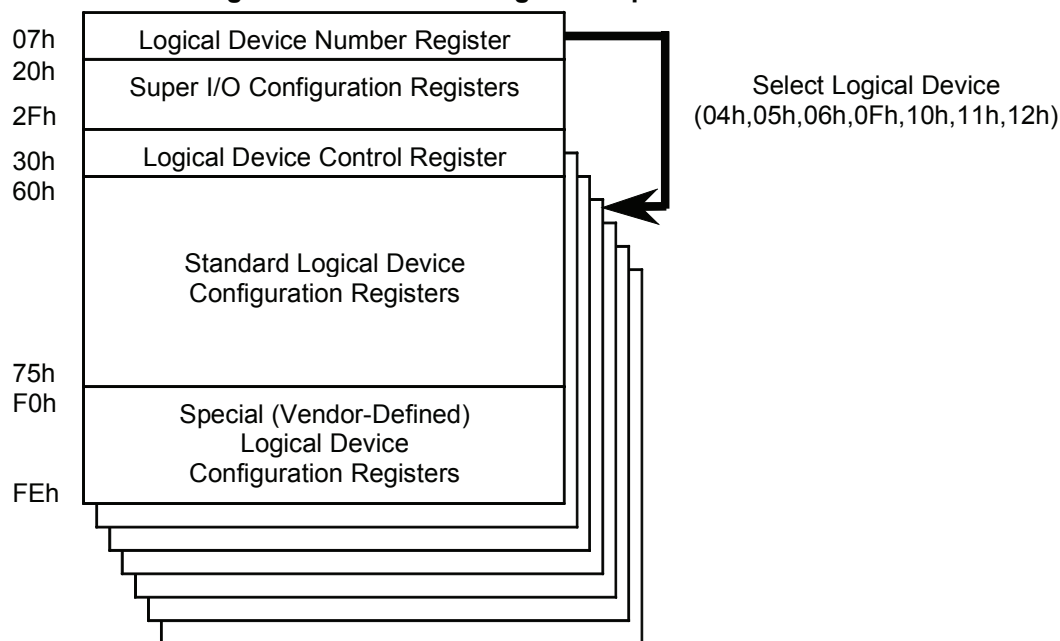 07h
Logical Device Number Register
20h
Super I/O Configuration Registers
2Fh
Select Logical Device
(04h,05h,06h,0Fh,10h,11h,12h)
30h
Logical Device Control Register
60h
Standard Logical Device
Configuration Registers
75h
F0h
Special (Vendor-Defined)
Logical Device
Configuration Registers
FEh